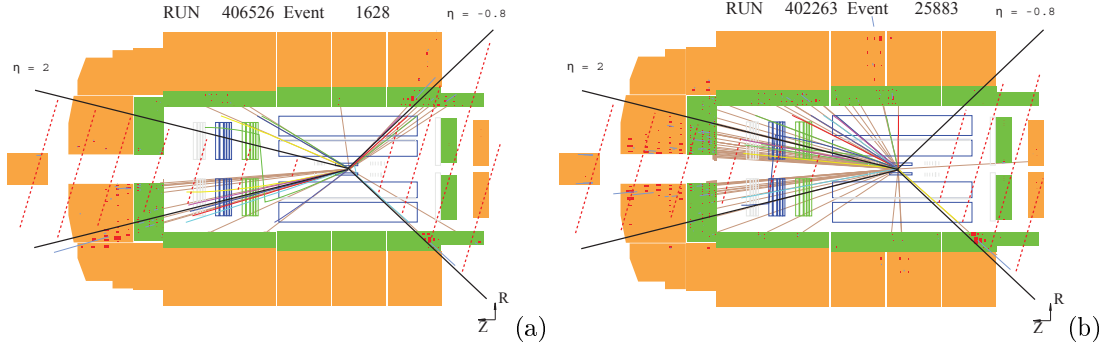 RUN 406526 Event 1628
η = -0.8
η = 2
R
Z
(a)
RUN 402263 Event 25883
η = -0.8
η = 2
R
Z
(b)